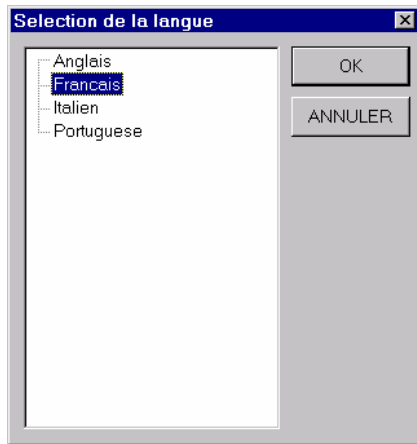 Selection de la langue
Anglais
Francais
Italien
Portuguese
OK
ANNULER